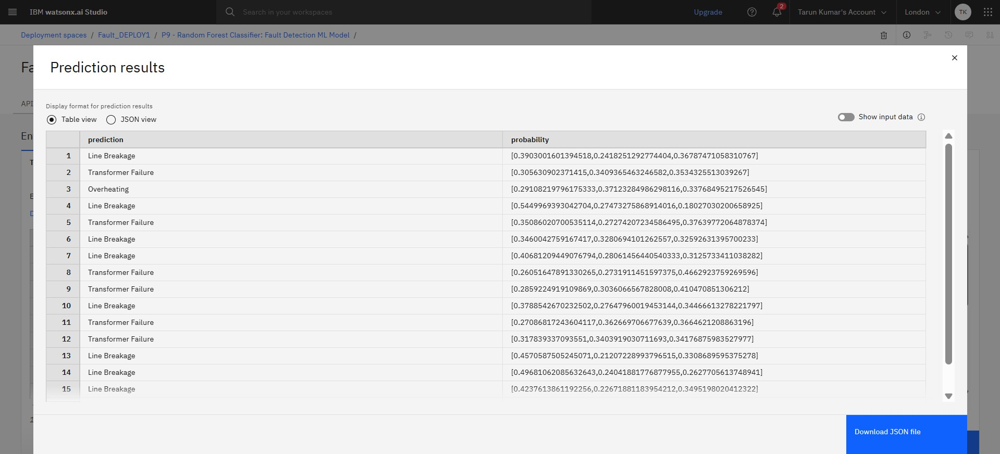 IBM watsonx.ai Studio
Search in your workspaces
Upgrade
2
Tarun Kumar's Account
London
TK
Deployment spaces / Fault_DEPLOY1 / P9 - Random Forest Classifier: Fault Detection ML Model /
Fa
Prediction results
API
Display format for prediction results
Table view JSON view
Show input data
En
prediction probability
1 Line Breakage [0.3903001601394518,0.2418251292774404,0.36787471058310767]
2 Transformer Failure [0.305630902371415,0.3409365463246582,0.3534325513039267]
3 Overheating [0.29108219796175333,0.37123284986298116,0.33768495217526545]
4 Line Breakage [0.5449969393042704,0.27473275868914016,0.18027030200658925]
5 Transformer Failure [0.35086020700535114,0.27274207234586495,0.37639772064878374]
6 Line Breakage [0.3460042759167417,0.3280694101262557,0.32592631395700233]
7 Line Breakage [0.40681209449076794,0.28061456440540333,0.3125733411038282]
8 Transformer Failure [0.26051647891330265,0.2731911451597375,0.4662923759269596]
9 Transformer Failure [0.2859224919109869,0.3036066567828008,0.410470851306212]
10 Line Breakage [0.3788542670232502,0.27647960019453144,0.34466613278221797]
11 Transformer Failure [0.27086817243604117,0.362669706677639,0.3664621208863196]
12 Transformer Failure [0.317839337093551,0.3403919030711693,0.34176875983527977]
13 Line Breakage [0.4570587505245071,0.21207228993796515,0.3308689595375278]
14 Line Breakage [0.49681062085632643,0.24041881776877955,0.2627705613748941]
15 Line Breakage [0.4237613861192256,0.22671881183954212,0.3495198020412322]
Download JSON file